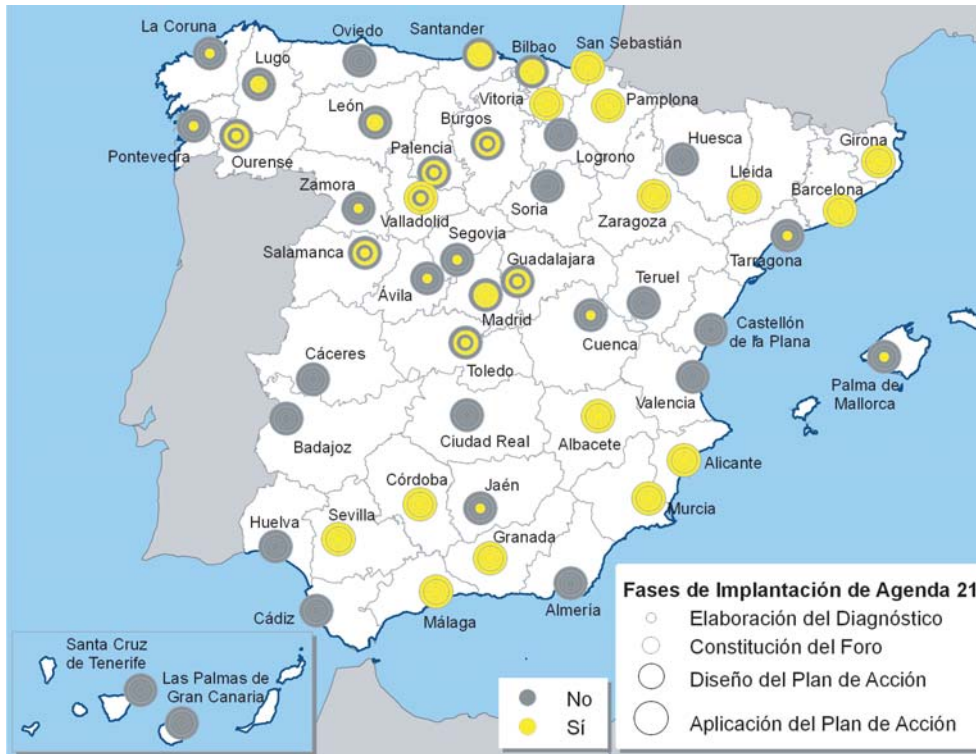 La Coruna
Lugo
Oviedo
Santander
Bilbao
San Sebastián
Vitoria
Pamplona
León
Burgos
Palencia
Pontevedra
Ourense
Logrono
Huesca
Girona
Lleida
Barcelona
Zamora
Valladolid
Soria
Zaragoza
Segovia
Tarragona
Salamanca
Guadalajara
Teruel
Ávila
Madrid
Cuenca
Castellón
de la Plana
Cáceres
Toledo
Valencia
Palma de
Mallorca
Badajoz
Ciudad Real
Albacete
Alicante
Córdoba
Jaén
Murcia
Huelva
Sevilla
Granada
Cádiz
Málaga
Almería
Santa Cruz
de Tenerife
Las Palmas de
Gran Canaria
No
Sí
Fases de Implantación de Agenda 21
Elaboración del Diagnóstico
Constitución del Foro
Diseño del Plan de Acción
Aplicación del Plan de Acción